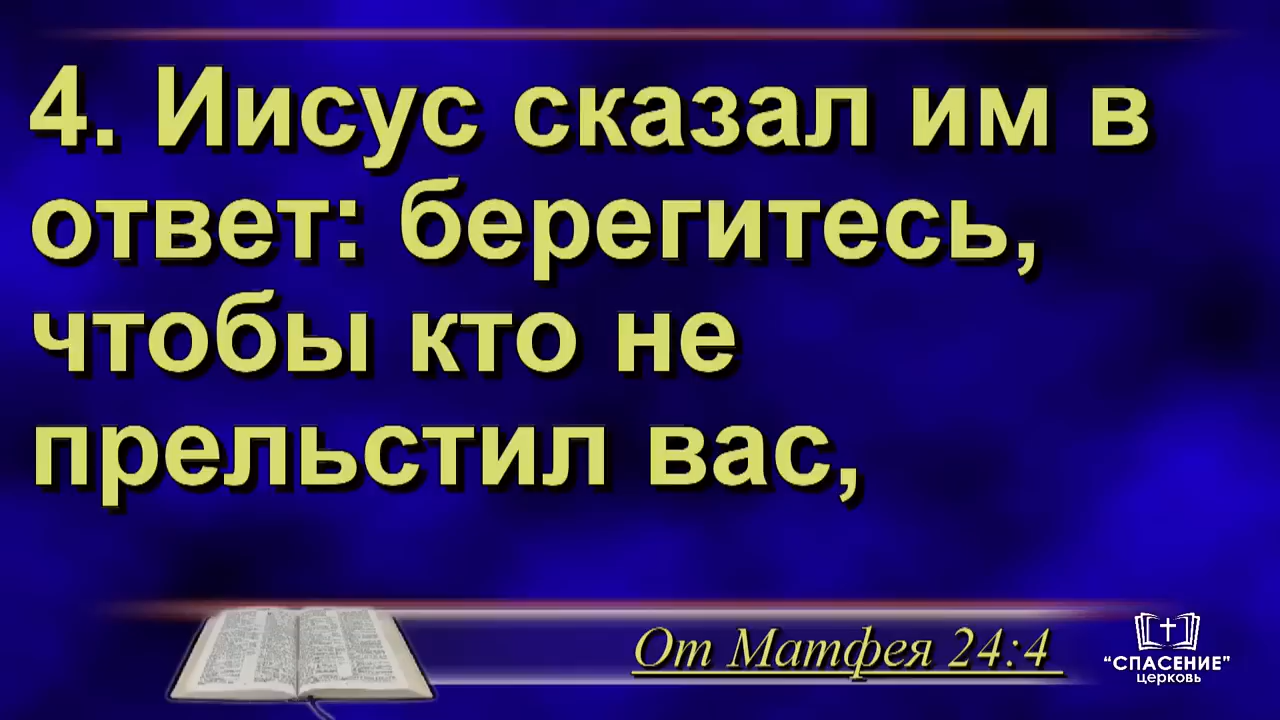 4. Иисус сказал им в
ответ: берегитесь,
чтобы кто не
прельстил вас,
От Матфея 24:4
“СПАСЕНИЕ”
церковь